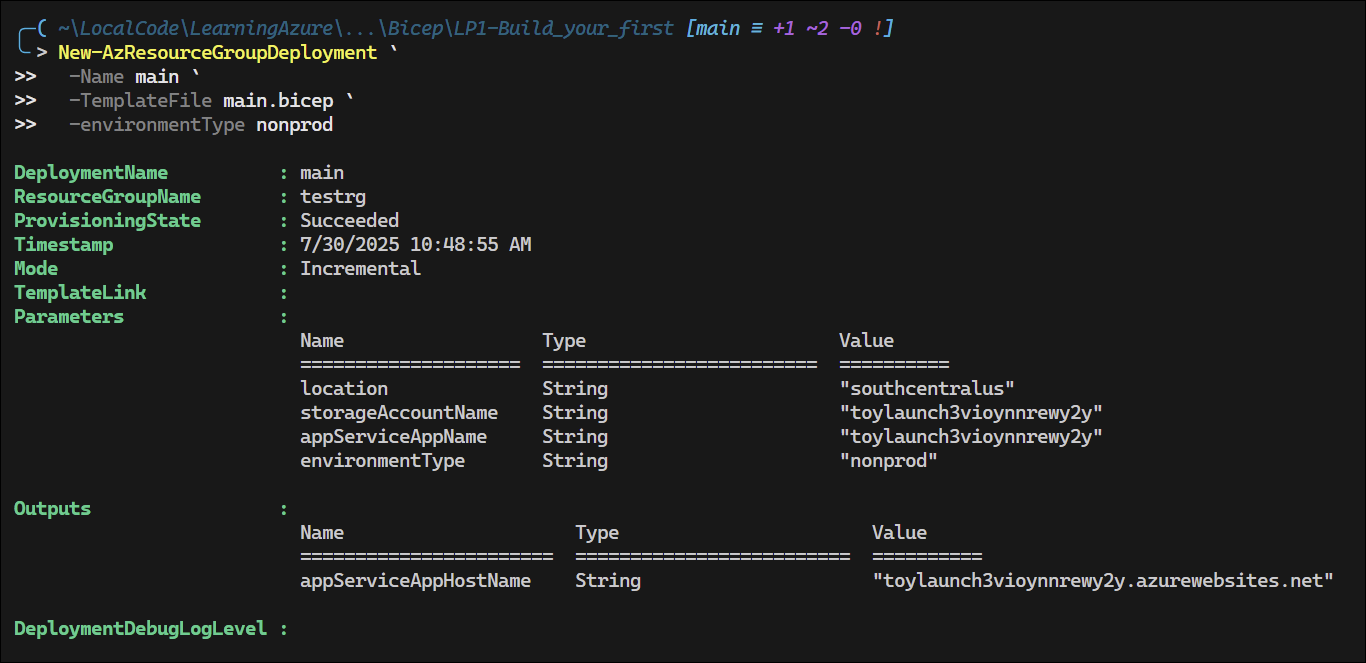 ( ~\LocalCode\LearningAzure\...\Bicep\LP1-Build_your_first [main ≡ +1 ~2 -0 !]
> New-AzResourceGroupDeployment `
>>   -Name main `
>>   -TemplateFile main.bicep `
>>   -environmentType nonprod
DeploymentName          : main
ResourceGroupName       : testrg
ProvisioningState       : Succeeded
Timestamp               : 7/30/2025 10:48:55 AM
Mode                    : Incremental
TemplateLink            :
Parameters              :
                          Name                  Type                       Value
                          ====================  =========================  ==========
                          location              String                     "southcentralus"
                          storageAccountName    String                     "toylaunch3vioynnrewy2y"
                          appServiceAppName     String                     "toylaunch3vioynnrewy2y"
                          environmentType       String                     "nonprod"
Outputs                 :
                          Name                     Type                       Value
                          =======================  =========================  ==========
                          appServiceAppHostName    String                     "toylaunch3vioynnrewy2y.azurewebsites.net"
DeploymentDebugLogLevel :